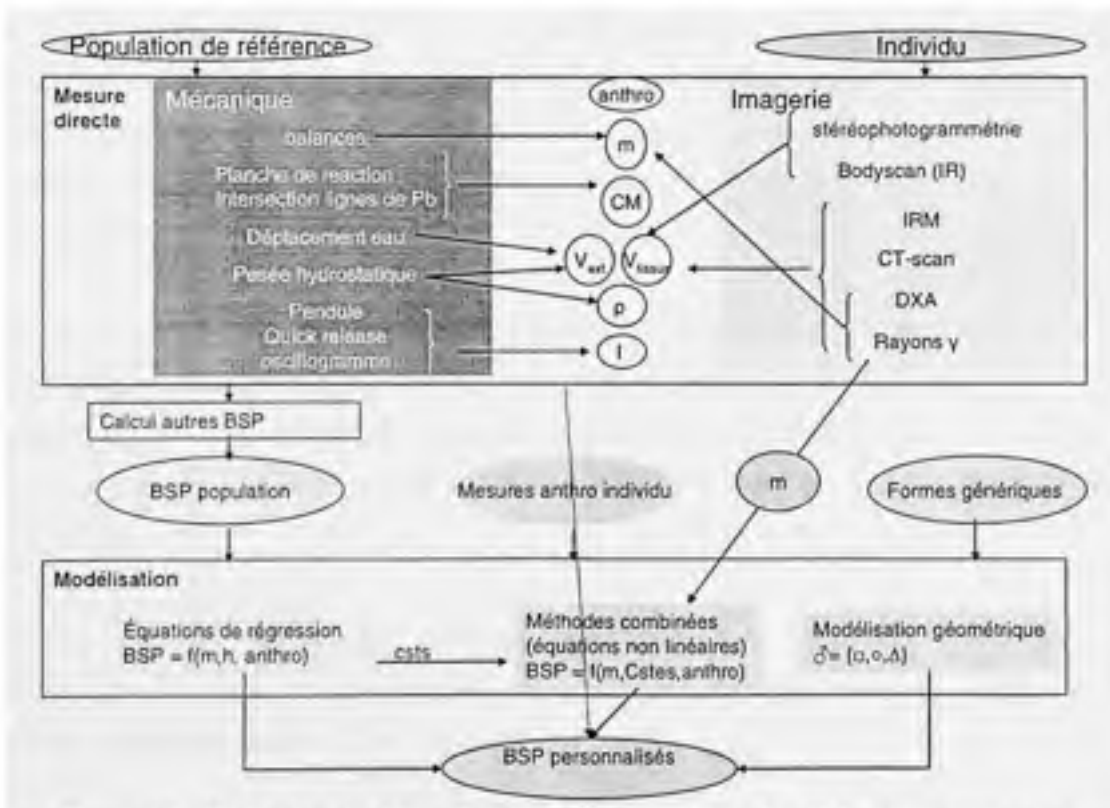 Population de référence
Individu
Mesure
directe
Mécanique
anthro
Imagerie
balances
m
stéréophotogrammétrie
Planche de réaction
Intersection lignes de Pb
CM
Bodyscan (IR)
Déplacement eau
IRM
Vext
Vtissus
CT-scan
Pesée hydrostatique
ρ
DXA
Pendule
Quick release
oscillogramme
I
Rayons γ
Calcul autres BSP
BSP population
Mesures anthro individu
m
Formes génériques
Modélisation
Équations de régression
BSP = f(m,h, anthro)
csts
Méthodes combinées
(équations non linéaires)
BSP = f(m,Cstes,anthro)
Modélisation géométrique
♂= {□,○,Δ}
BSP personnalisés